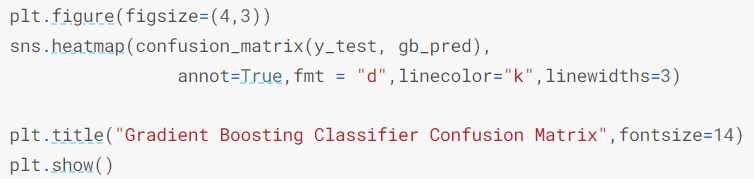 plt.figure(figsize=(4,3))
sns.heatmap(confusion_matrix(y_test, gb_pred),
                annot=True,fmt = "d",linecolor="k",linewidths=3)

plt.title("Gradient Boosting Classifier Confusion Matrix",fontsize=14)
plt.show()